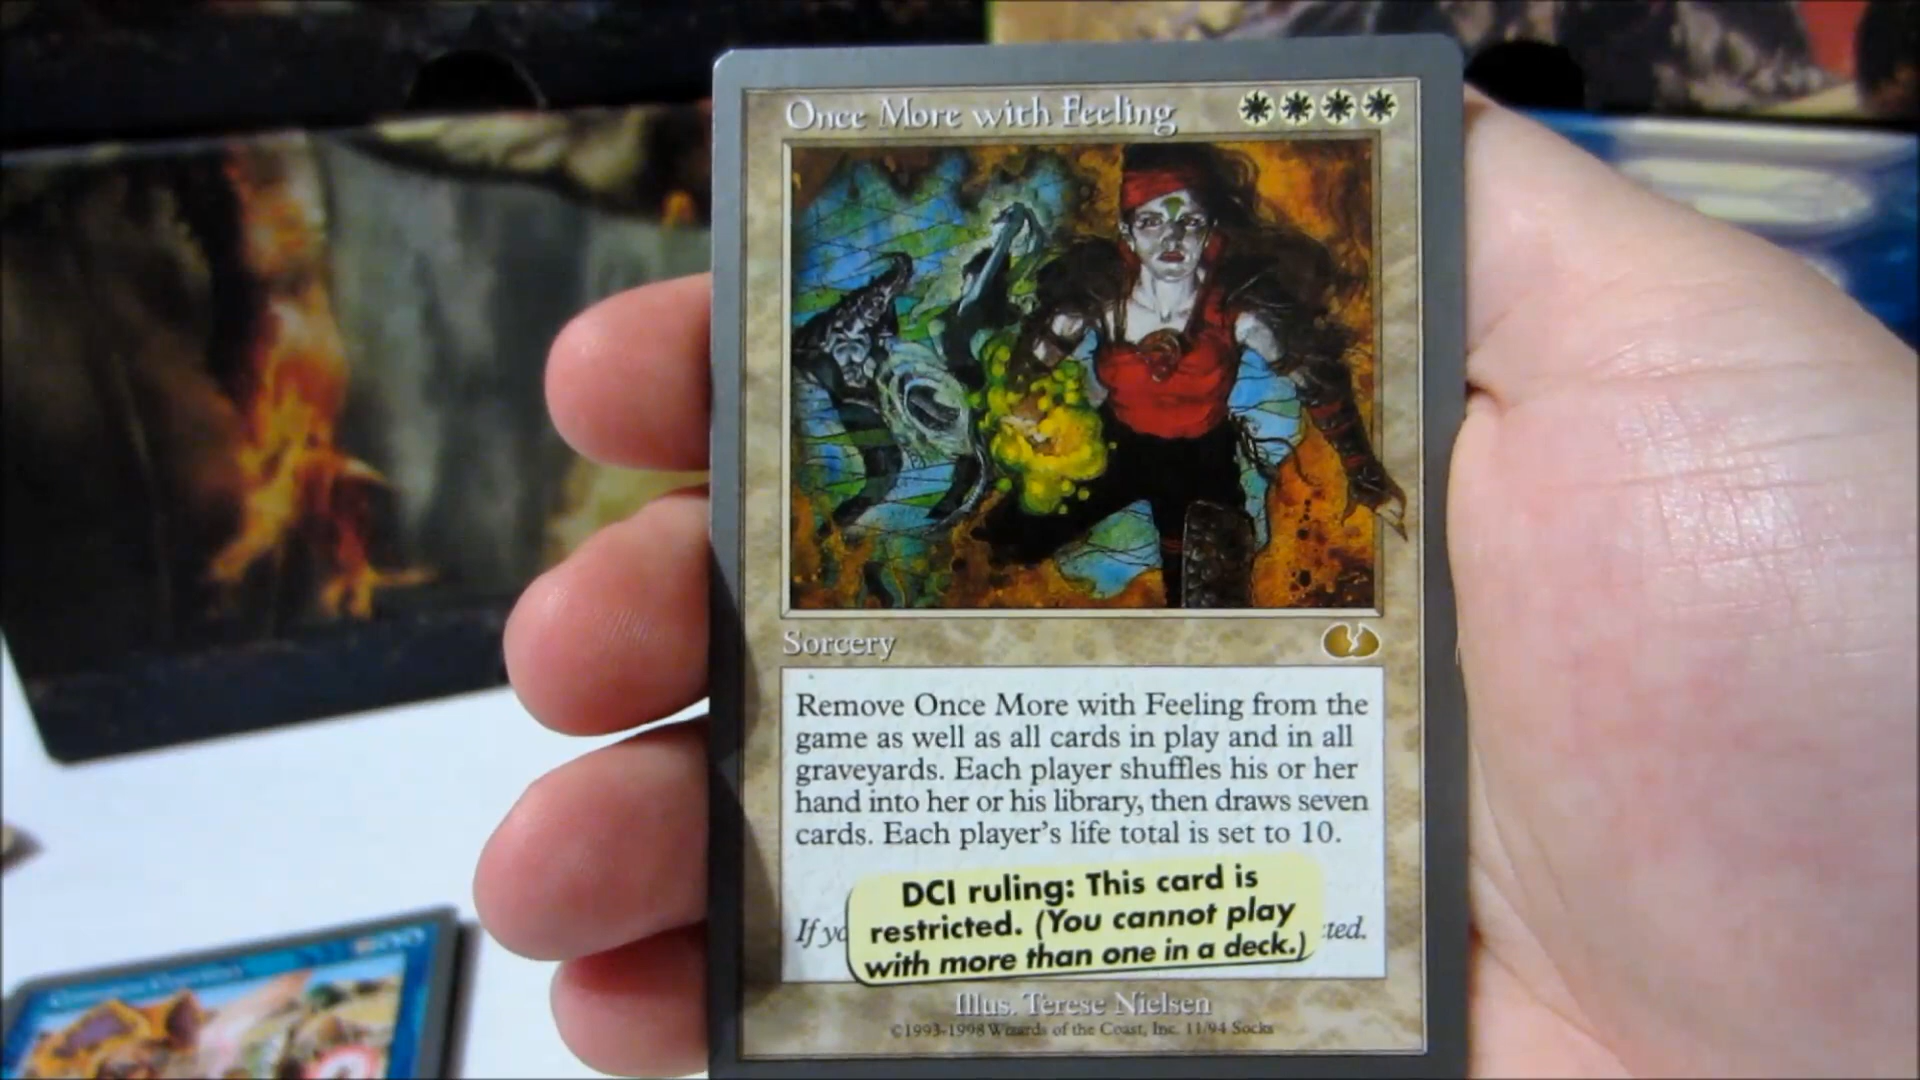 Once More with Feeling
Sorcery
Remove Once More with Feeling from the
game as well as all cards in play and in all
graveyards. Each player shuffles his or her
hand into her or his library, then draws seven
cards. Each player's life total is set to 10.
DCI ruling: This card is
restricted. (You cannot play
with more than one in a deck.)
If
Illus. Terese Nielsen
©1993-1998 Wizards of the Coast, Inc. 11/94 Socks